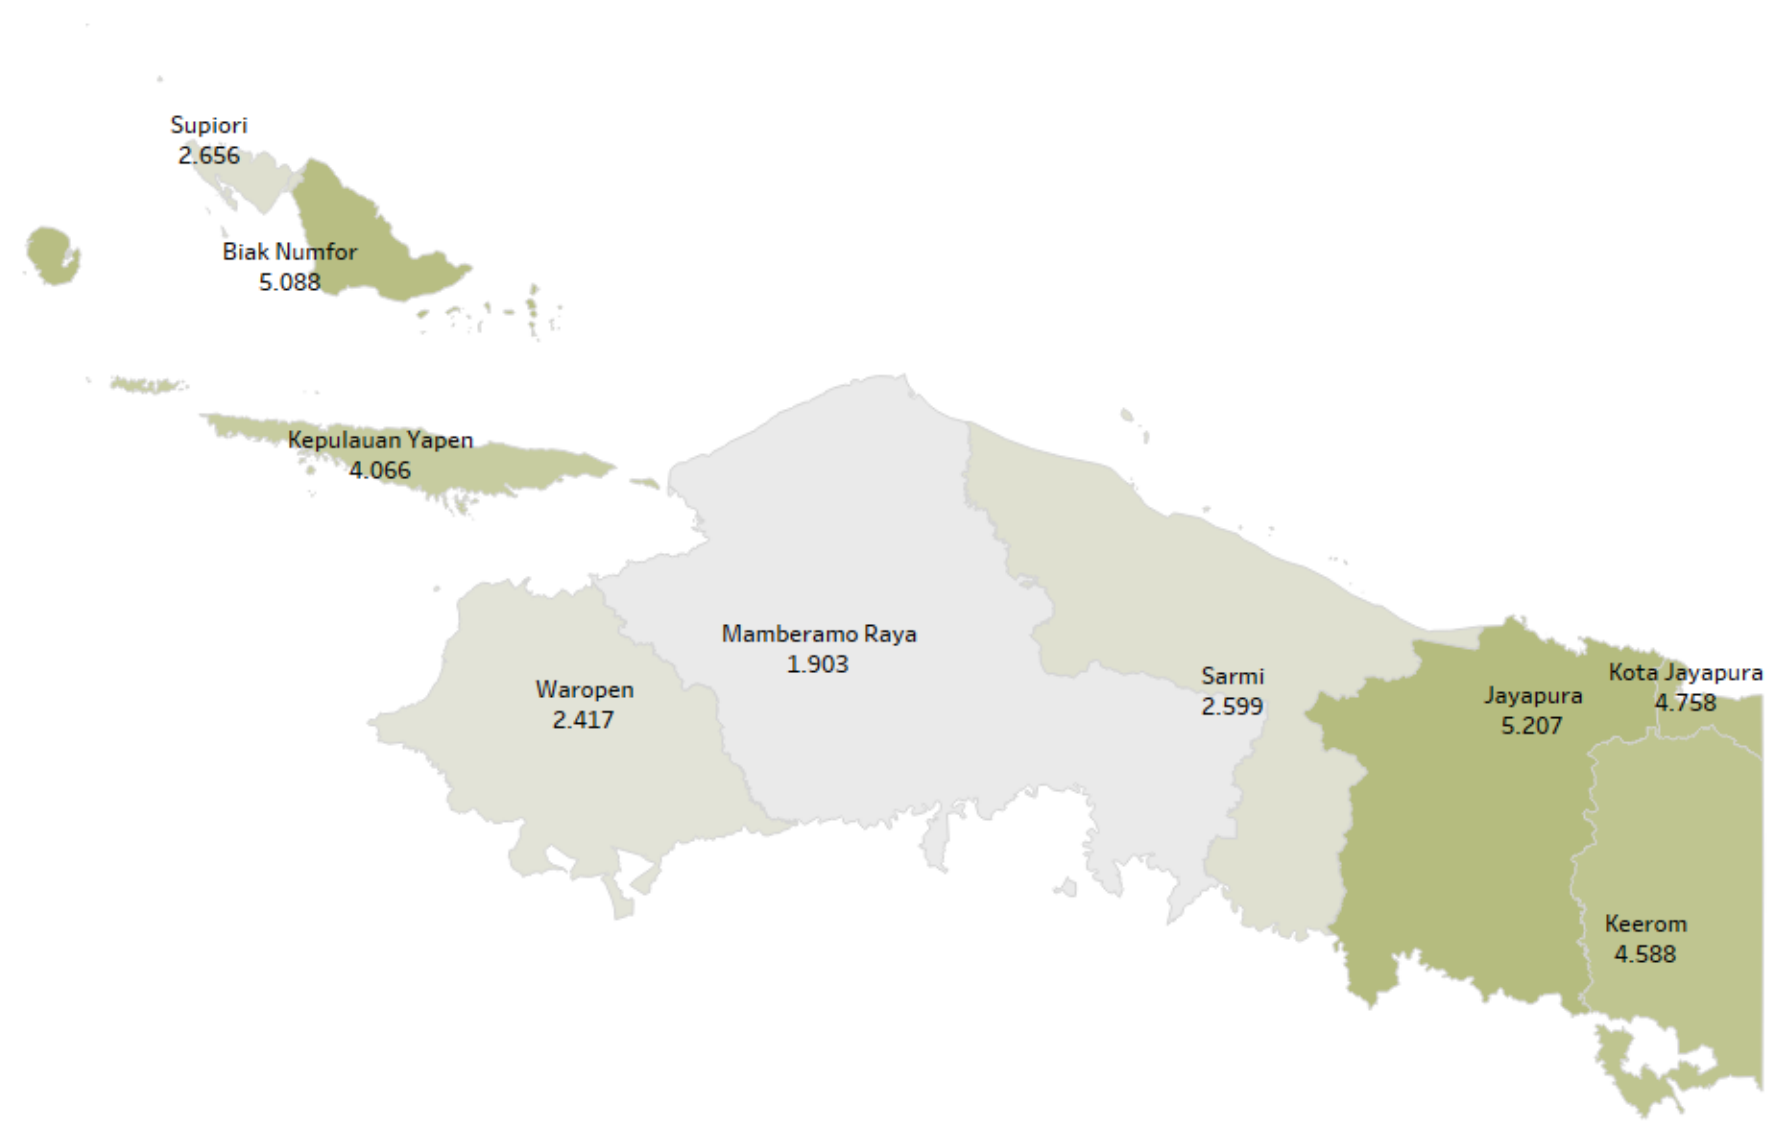 Supiori
2.656
Biak Numfor
5.088
Kepulauan Yapen
4.066
Mamberamo Raya
1.903
Waropen
2.417
Sarmi
2.599
Jayapura
5.207
Kota Jayapura
4.758
Keerom
4.588